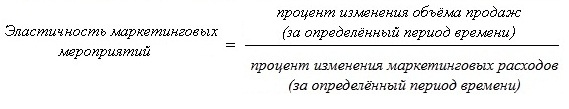 процент изменения объёма продаж
(за определённый период времени)
Эластичность маркетинговых
мероприятий
=
процент изменения маркетинговых расходов
(за определённый период времени)